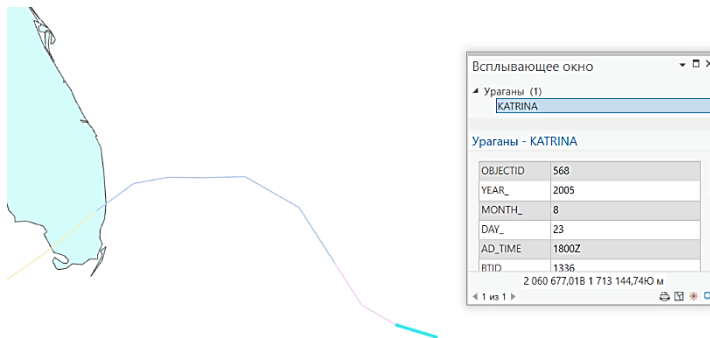 Всплывающее окно
Ураганы (1)
KATRINA
Ураганы - KATRINA
OBJECTID 568
YEAR_ 2005
MONTH_ 8
DAY_ 23
AD_TIME 1800Z
BTID 1336
2 060 677,01В 1 713 144,74Ю м
1 из 1